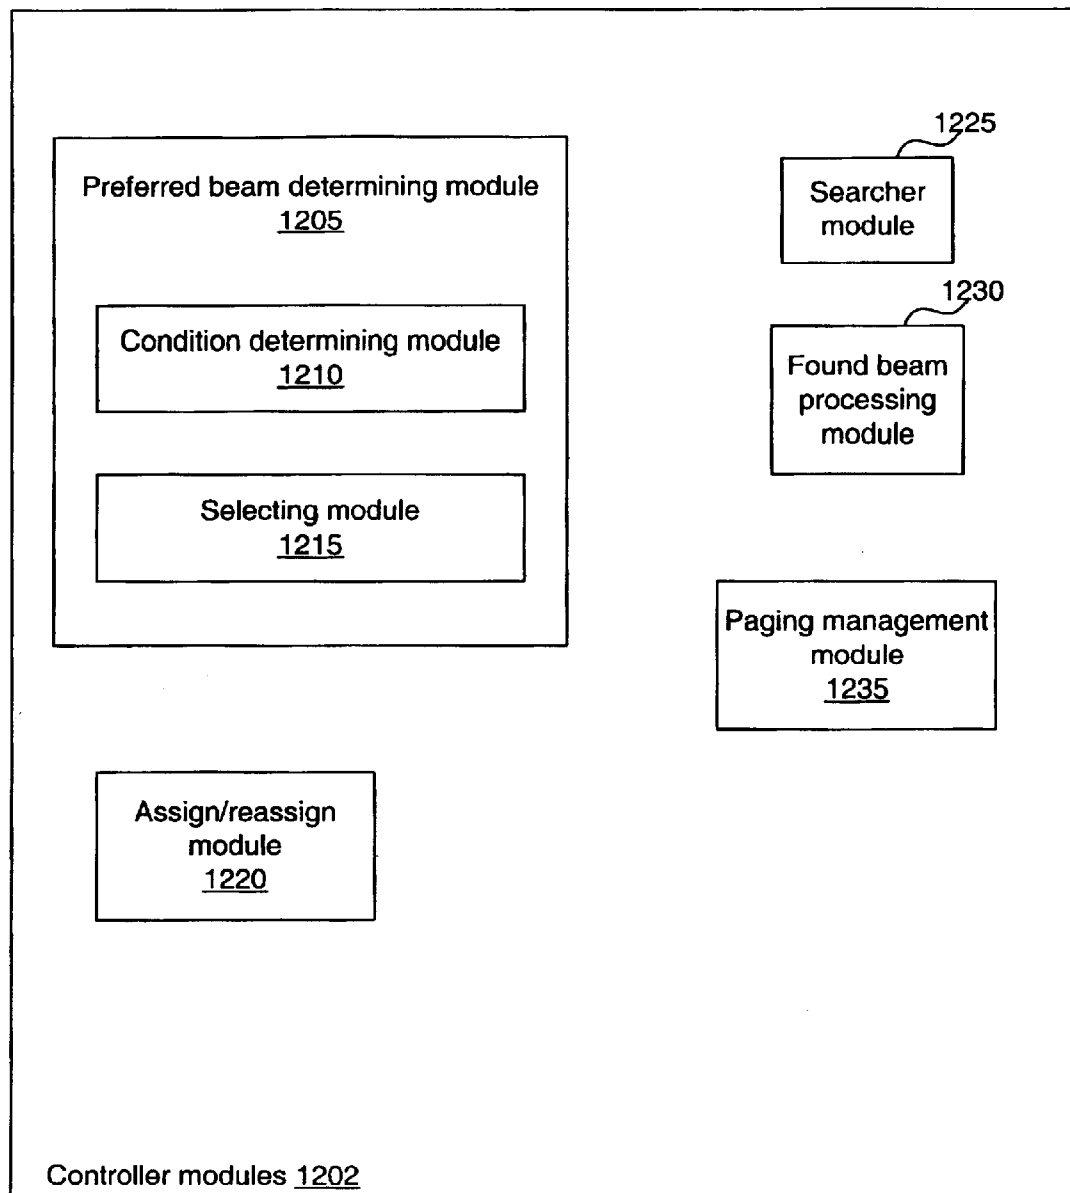 Preferred beam determining module
1205
Condition determining module
1210
Selecting module
1215
1225
Searcher
module
1230
Found beam
processing
module
Paging management
module
1235
Assign/reassign
module
1220
Controller modules 1202